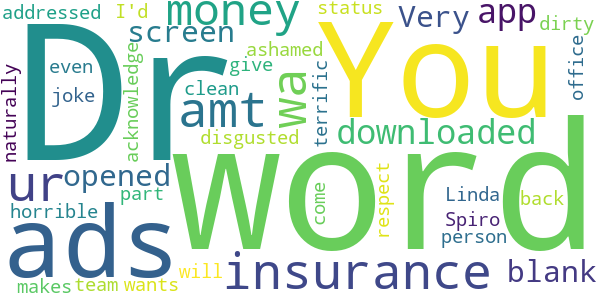 addressed I'd money status Very app dirty
screen ashamed
Dr You
even give office
joke clean terrific
naturally acknowledge amt wa
disgusted downloaded
ur opened word
part come respect Linda back
horrible Spiro
ads person
insurance blank
makes team wants will